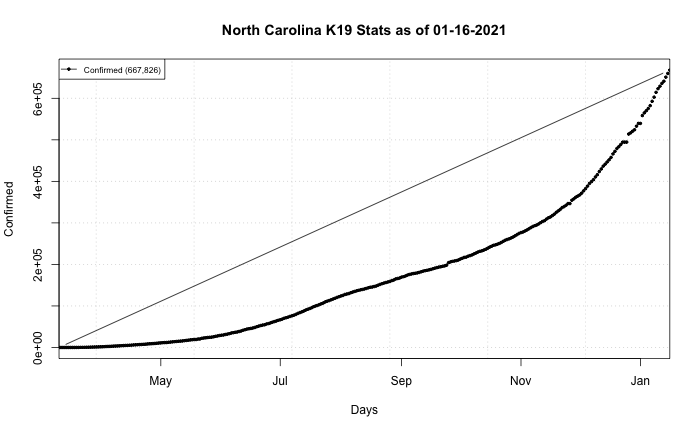 North Carolina K19 Stats as of 01-16-2021
Confirmed (667,826)
6e+05
4e+05
2e+05
0e+00
Confirmed
May Jul Sep Nov Jan
Days